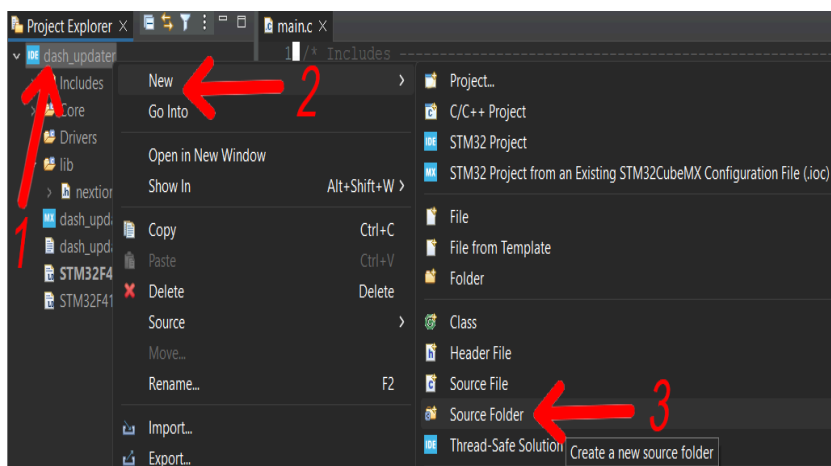 Project Explorer
main.c
dash_updater
1 /* Includes
Includes
Core
Drivers
lib
nextion
dash_upd
dash_upd
STM32F4
STM32F41
1
New
2
Go Into
Open in New Window
Show In Alt+Shift+W >
Copy Ctrl+C
Paste Ctrl+V
Delete Delete
Source >
Move...
Rename... F2
Import...
Export...
Project...
C/C++ Project
STM32 Project
STM32 Project from an Existing STM32CubeMX Configuration File (.ioc)
File
File from Template
Folder
Class
Header File
Source File
Source Folder
3
Thread-Safe Solution
Create a new source folder